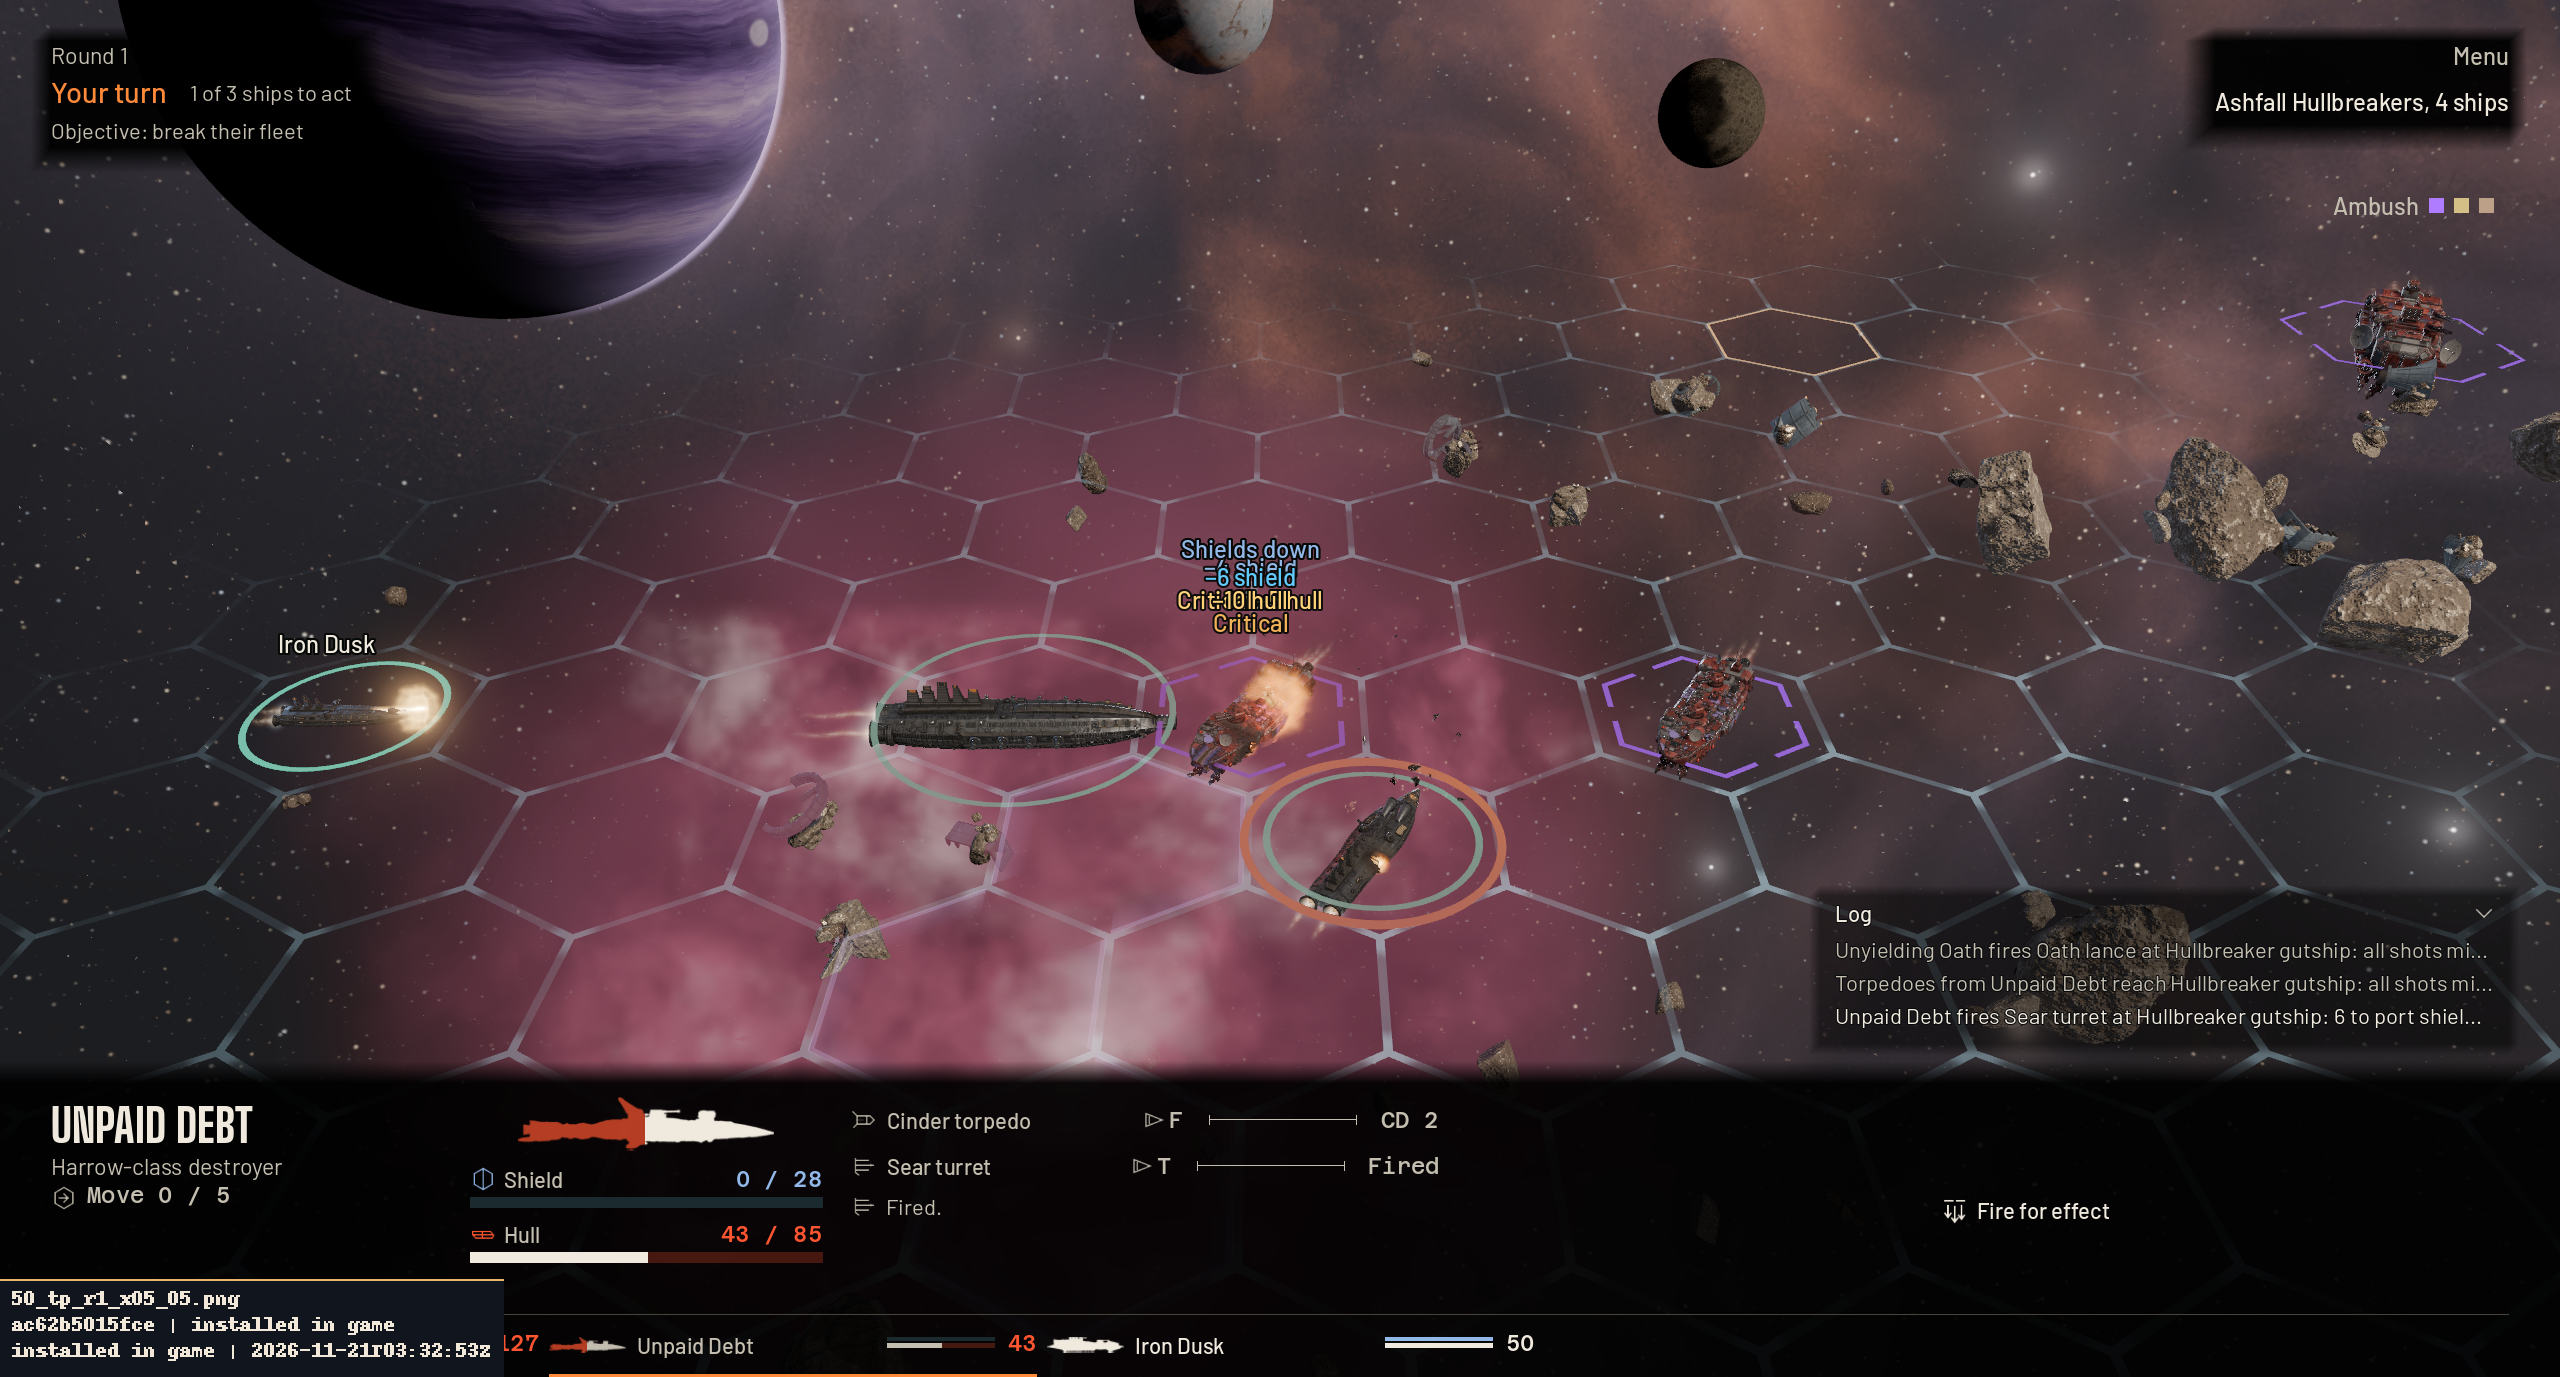 Round 1
Your turn 1 of 3 ships to act
Objective: break their fleet
Menu
Ashfall Hullbreakers, 4 ships
Ambush
Shields down
-6 shield
Critical
Iron Dusk
Log
Unyielding Oath fires Oath lance at Hullbreaker gutship: all shots mi...
Torpedoes from Unpaid Debt reach Hullbreaker gutship: all shots mi...
Unpaid Debt fires Sear turret at Hullbreaker gutship: 6 to port shiel...
UNPAID DEBT
Harrow-class destroyer
Move 0 / 5
Shield 0 / 28
Hull 43 / 85
Cinder torpedo F CD 2
Sear turret T Fired
Fired.
Fire for effect
50_tp_r1_x05_05.png
ac62b5015fce | installed in game
installed in game | 2026-11-21T03:32:53Z
127 Unpaid Debt 43 Iron Dusk 50